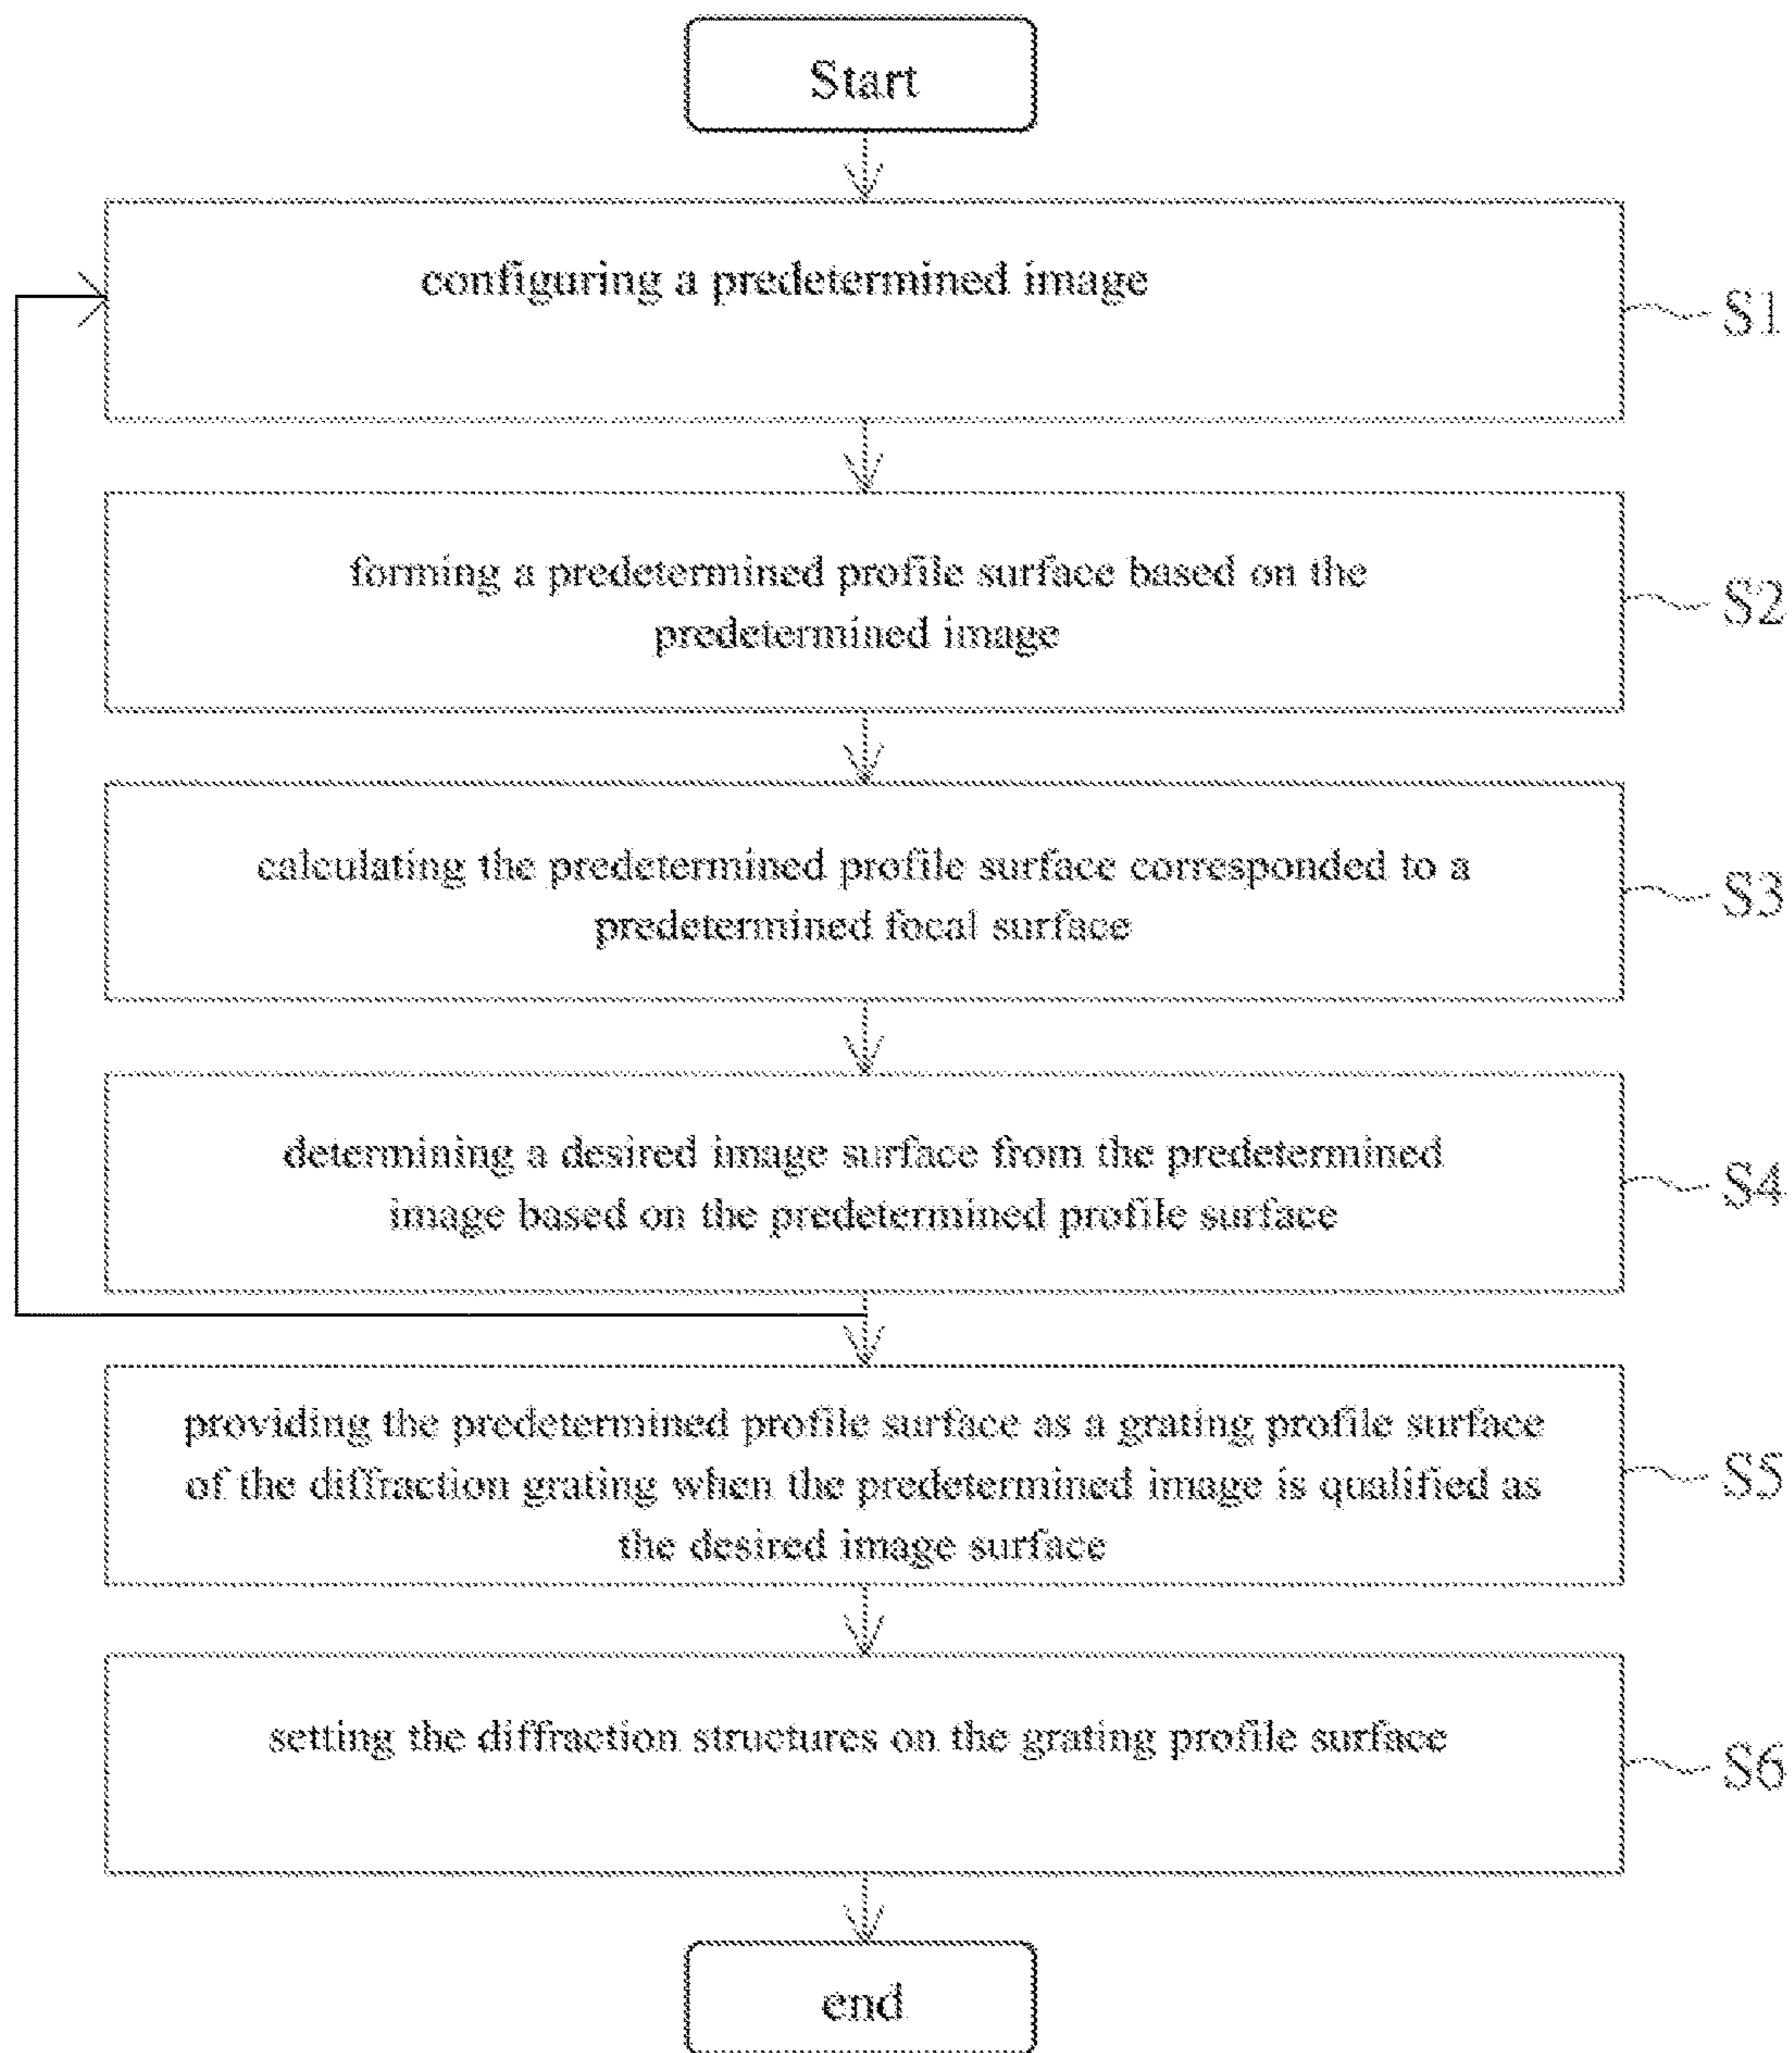 Start
configuring a predetermined image
S1
forming a predetermined profile surface based on the
predetermined image
S2
calculating the predetermined profile surface corresponded to a
predetermined focal surface
S3
determining a desired image surface from the predetermined
image based on the predetermined profile surface
S4
providing the predetermined profile surface as a grating profile surface
of the diffraction grating when the predetermined image is qualified as
the desired image surface
S5
setting the diffraction structures on the grating profile surface
S6
end